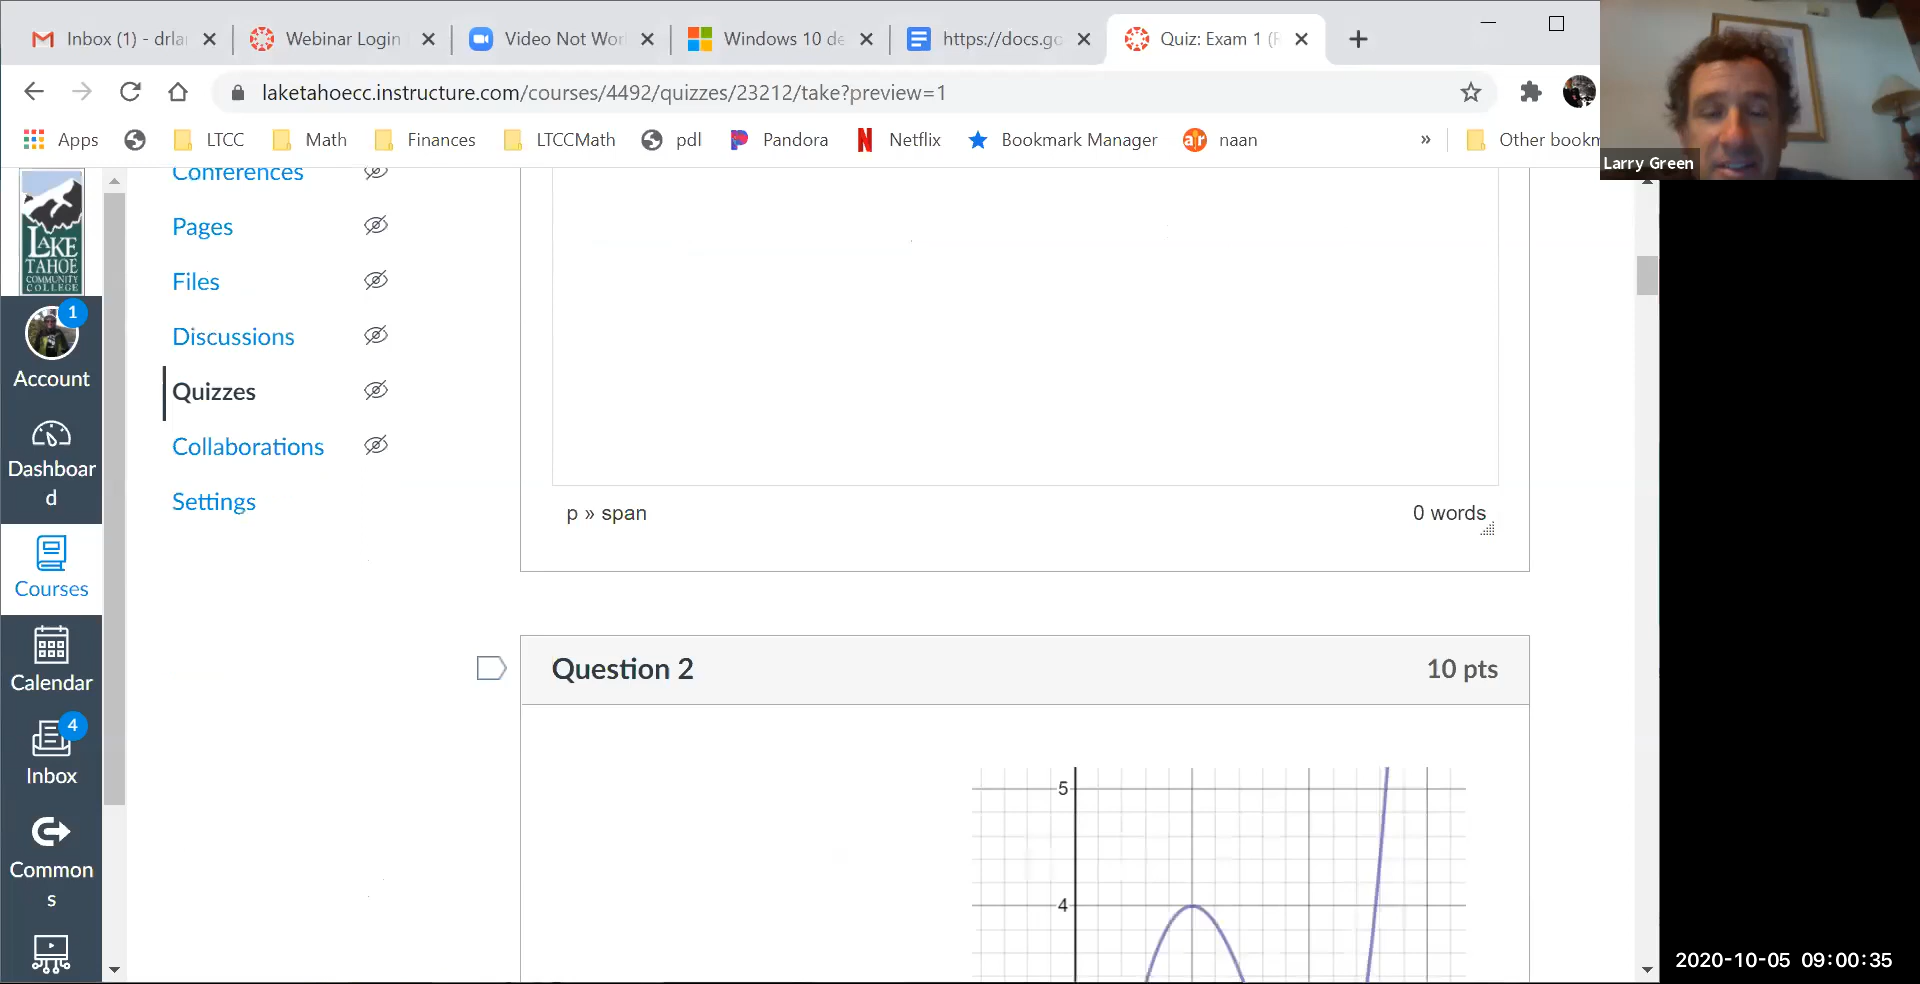 Inbox (1) - drla
Webinar Login
Video Not Wor
Windows 10 de
https://docs.go
Quiz: Exam 1 (
laketahoecc.instructure.com/courses/4492/quizzes/23212/take?preview=1
Apps
LTCC
Math
Finances
LTCCMath
pdl
Pandora
Netflix
Bookmark Manager
ar
naan
»
Other bookm
Larry Green
LAKE
TAHOE
COMMUNITY
COLLEGE
1
Account
Dashboar
d
Courses
Calendar
4
Inbox
Common
s
Conferences
Pages
Files
Discussions
Quizzes
Collaborations
Settings
p » span
0 words
Question 2
10 pts
5
4
2020-10-05 09:00:35